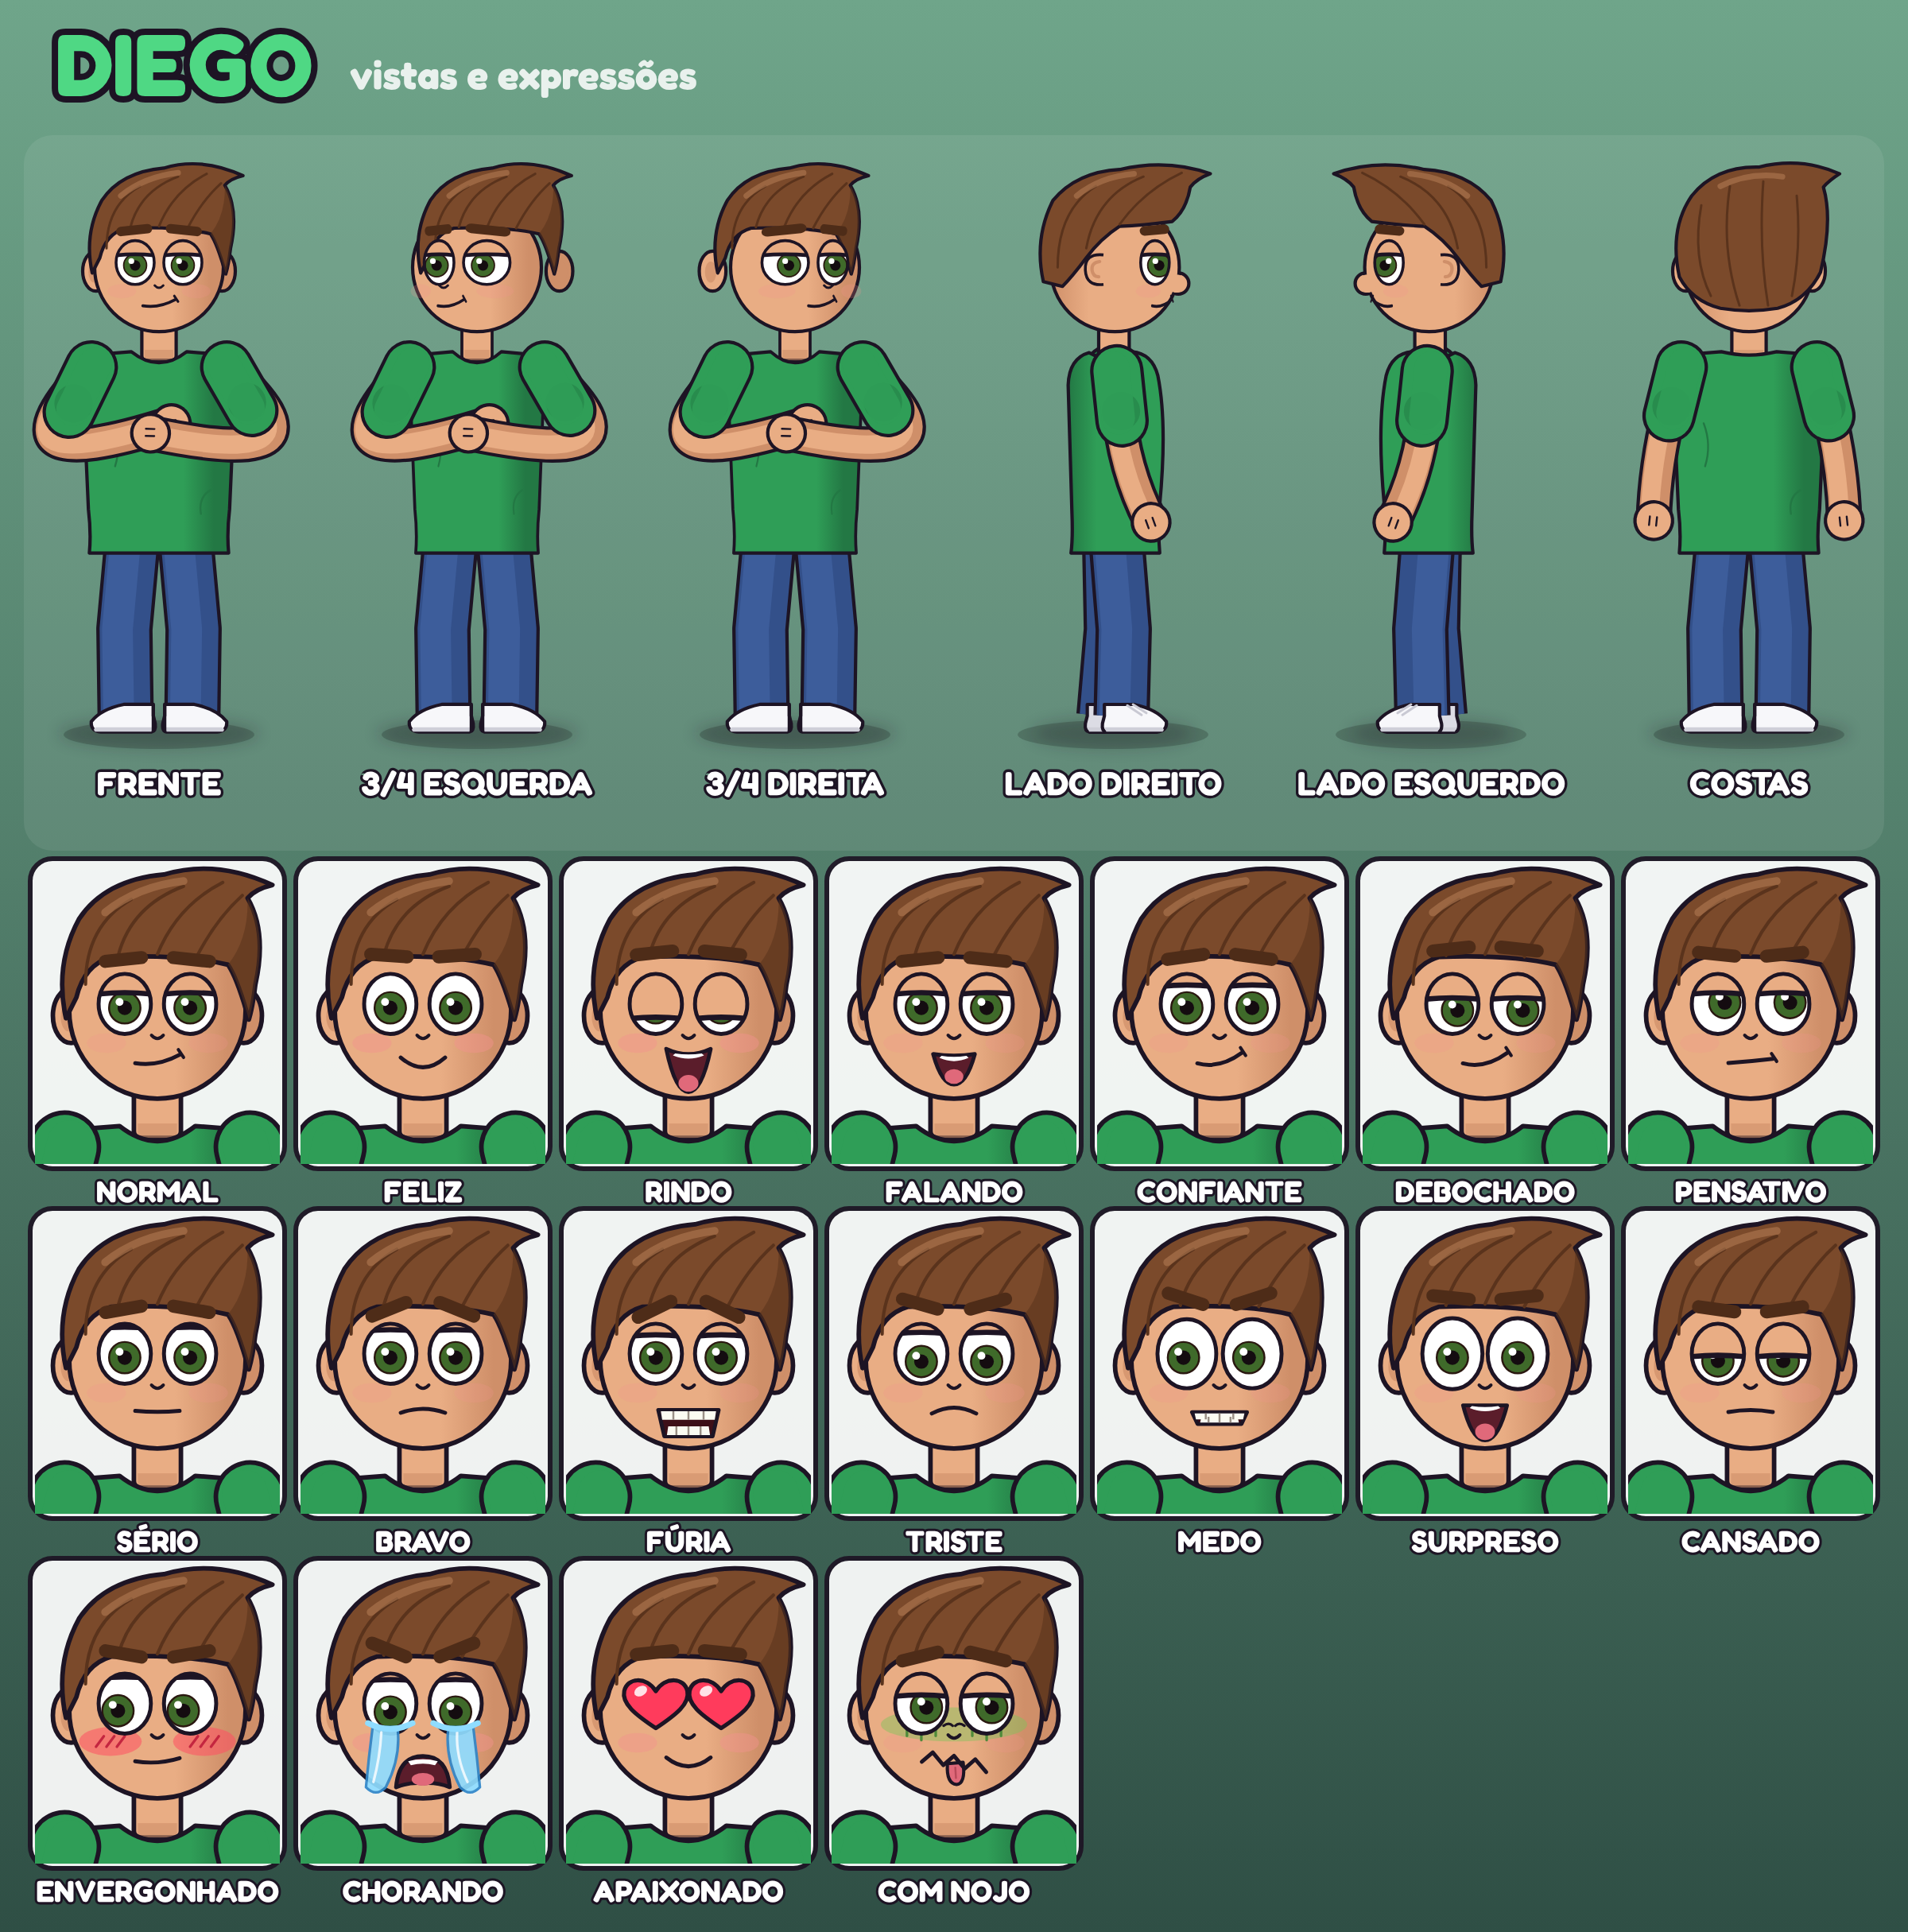 DIEGO vistas e expressões
FRENTE 3/4 ESQUERDA 3/4 DIREITA LADO DIREITO LADO ESQUERDO COSTAS
NORMAL FELIZ RINDO FALANDO CONFIANTE DEBOCHADO PENSATIVO
SÉRIO BRAVO FÚRIA TRISTE MEDO SURPRESO CANSADO
ENVERGONHADO CHORANDO APAIXONADO COM NOJO